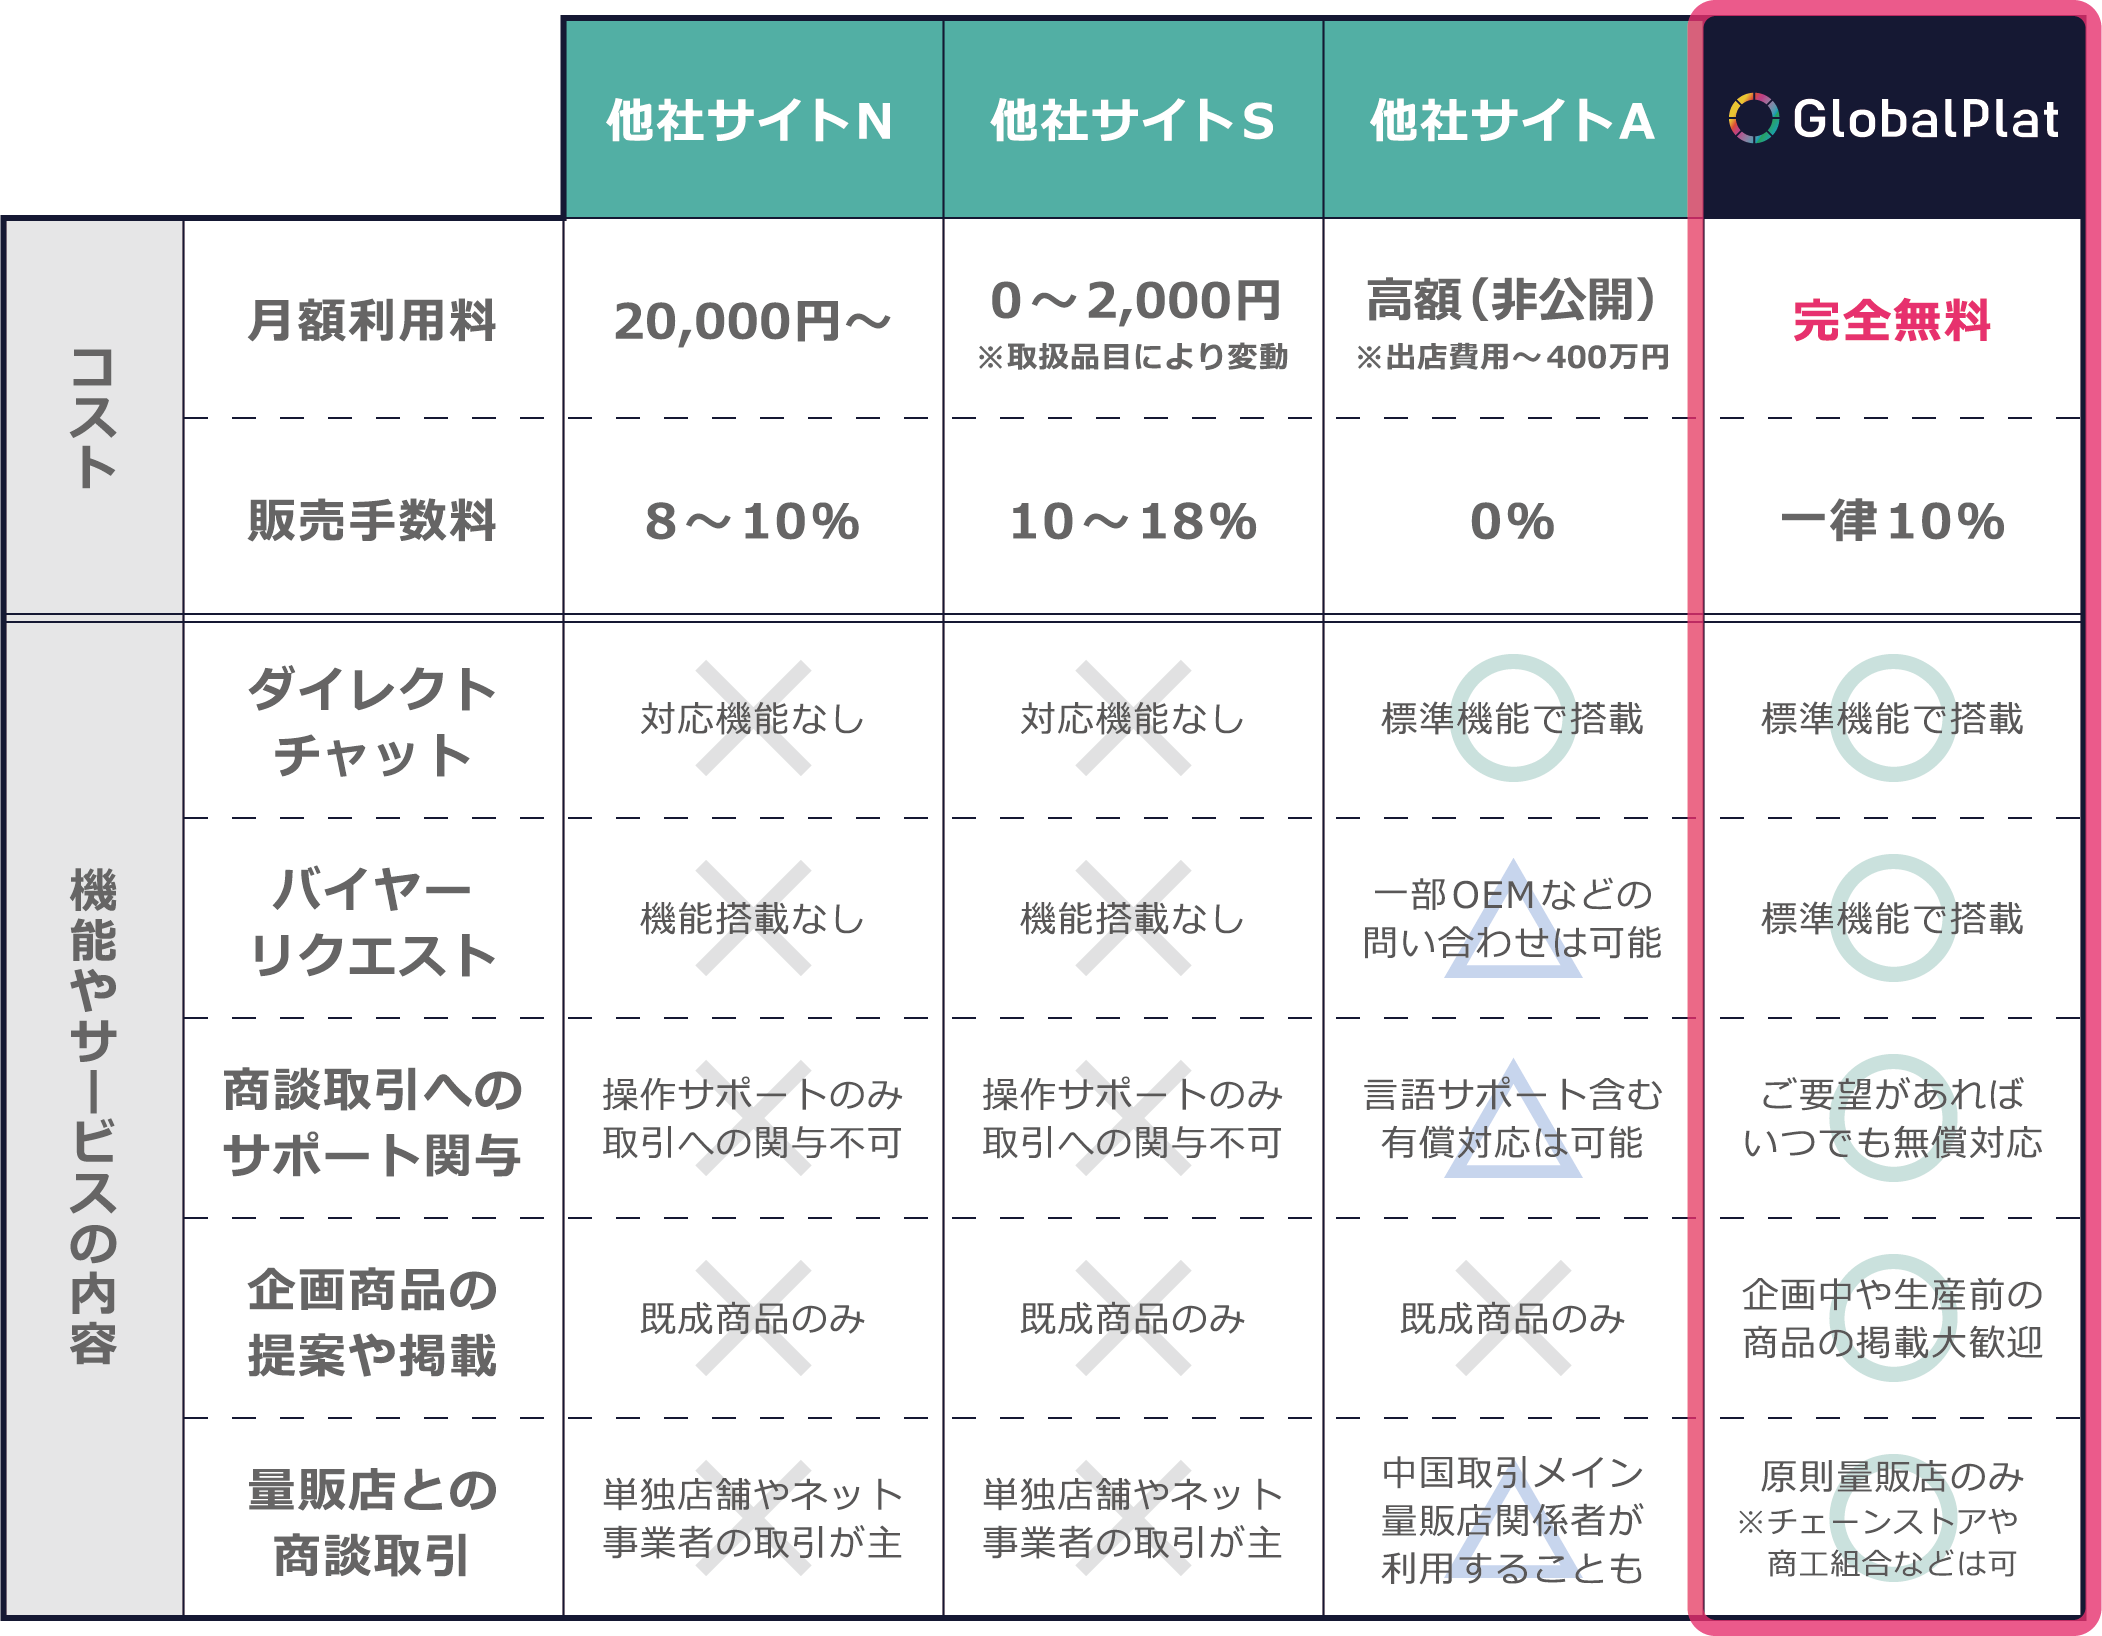 他社サイトN
他社サイトS
他社サイトA
GlobalPlat
コスト
月額利用料
20,000円～
0～2,000円
※取扱品目により変動
高額（非公開）
※出店費用～400万円
完全無料
販売手数料
8～10%
10～18%
0%
一律10%
機能やサービスの内容
ダイレクト
チャット
対応機能なし
対応機能なし
標準機能で搭載
標準機能で搭載
バイヤー
リクエスト
機能搭載なし
機能搭載なし
一部OEMなどの
問い合わせは可能
標準機能で搭載
商談取引への
サポート関与
操作サポートのみ
取引への関与不可
操作サポートのみ
取引への関与不可
言語サポート含む
有償対応は可能
ご要望があれば
いつでも無償対応
企画商品の
提案や掲載
既成商品のみ
既成商品のみ
既成商品のみ
企画中や生産前の
商品の掲載大歓迎
量販店との
商談取引
単独店舗やネット
事業者の取引が主
単独店舗やネット
事業者の取引が主
中国取引メイン
量販店関係者が
利用することも
原則量販店のみ
※チェーンストアや
商工組合などは可